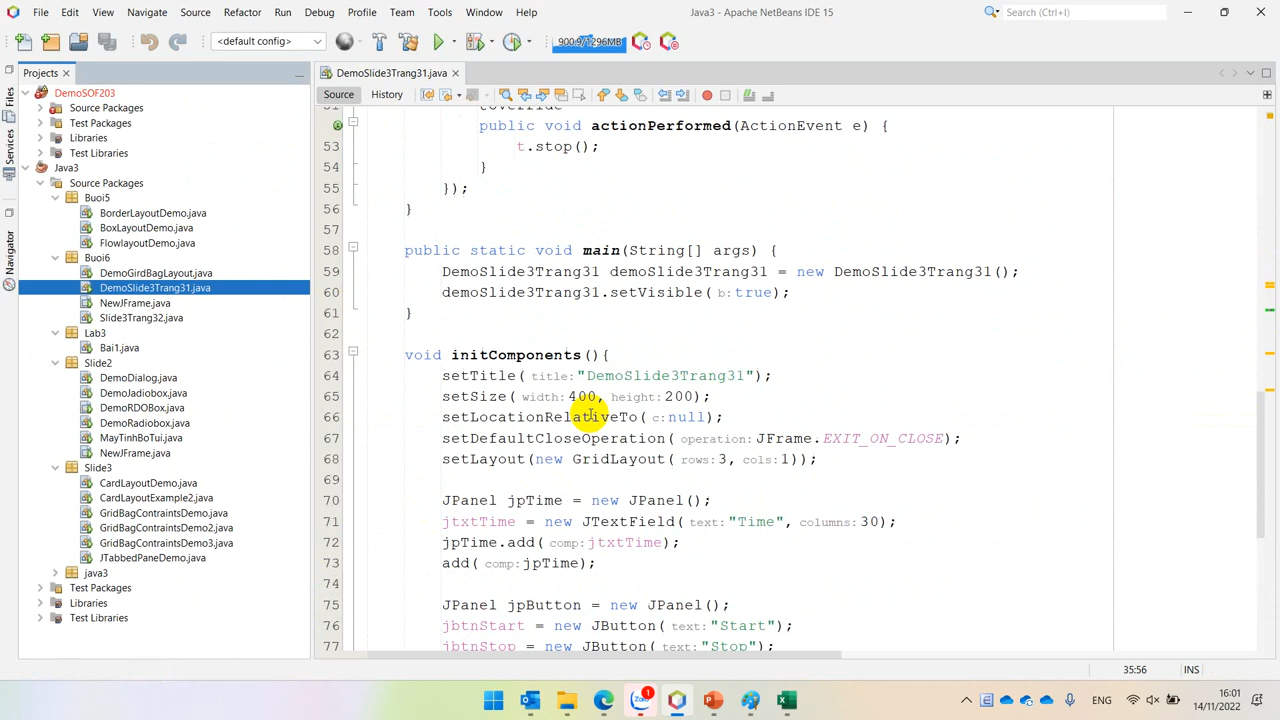 File Edit View Navigate Source Refactor Run Debug Profile Team Tools Window Help Java3 - Apache NetBeans IDE 15 Search (Ctrl+I)
<default config> 900.9/1296MB
Files
Services
Navigator
Projects
DemoSOF203
Source Packages
Test Packages
Libraries
Test Libraries
Java3
Source Packages
Buoi5
BorderLayoutDemo.java
BoxLayoutDemo.java
FlowlayoutDemo.java
Buoi6
DemoGirdBagLayout.java
DemoSlide3Trang31.java
NewJFrame.java
Slide3Trang32.java
Lab3
Bai1.java
Slide2
DemoDialog.java
DemoJadiobox.java
DemoRDOBox.java
DemoRadiobox.java
MayTinhBoTui.java
NewJFrame.java
Slide3
CardLayoutDemo.java
CardLayoutExample2.java
GridBagContraintsDemo.java
GridBagContraintsDemo2.java
GridBagContraintsDemo3.java
JTabbedPaneDemo.java
java3
Test Packages
Libraries
Test Libraries
DemoSlide3Trang31.java
Source History
public void actionPerformed(ActionEvent e) {
53 t.stop();
54 }
55 });
56 }
57
58 public static void main(String[] args) {
59 DemoSlide3Trang31 demoSlide3Trang31 = new DemoSlide3Trang31();
60 demoSlide3Trang31.setVisible( b:true);
61 }
62
63 void initComponents(){
64 setTitle( title:"DemoSlide3Trang31");
65 setSize( width:400, height:200);
66 setLocationRelativeTo( c:null);
67 setDefaultCloseOperation( operation:JFrame.EXIT_ON_CLOSE);
68 setLayout(new GridLayout( rows:3, cols:1));
69
70 JPanel jpTime = new JPanel();
71 jtxtTime = new JTextField( text:"Time", columns:30);
72 jpTime.add( comp:jtxtTime);
73 add( comp:jpTime);
74
75 JPanel jpButton = new JPanel();
76 jbtnStart = new JButton( text:"Start");
77 jbtnStop = new JButton( text:"Stop");
35:56 INS
Zalo 1 ENG 16:01
14/11/2022